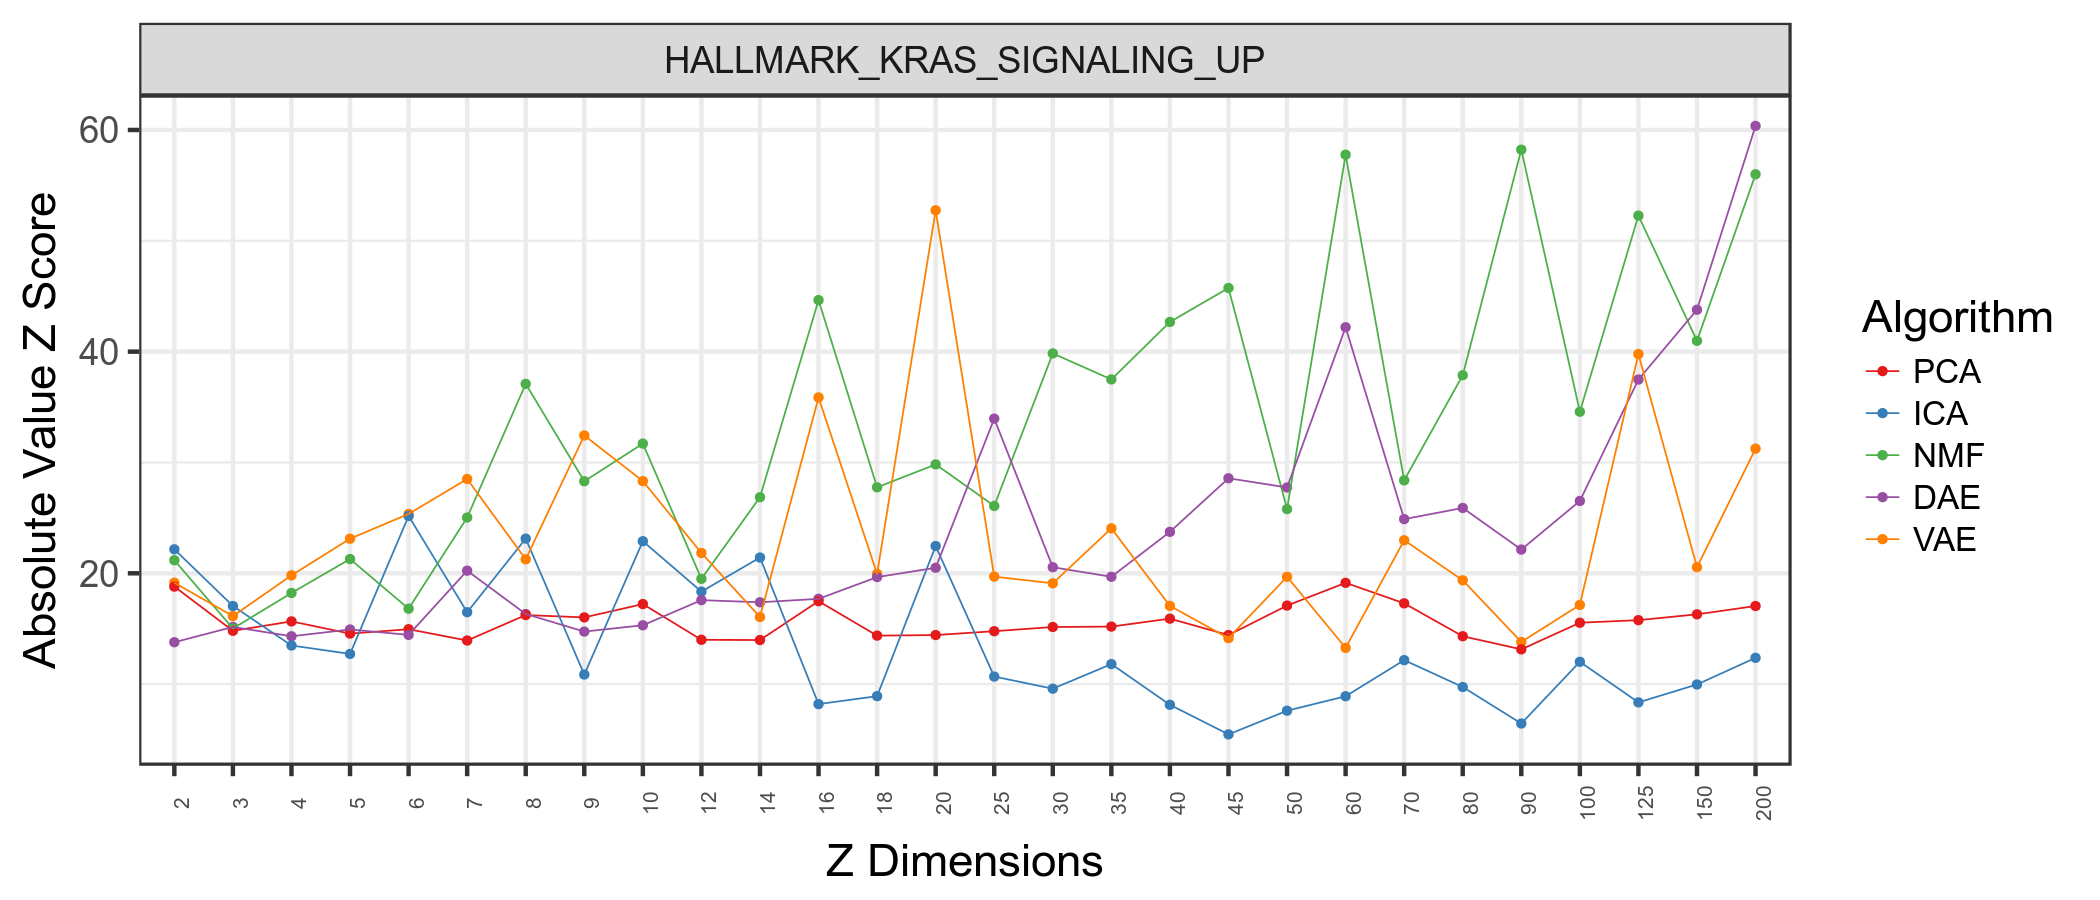 HALLMARK_KRAS_SIGNALING_UP
Absolute Value Z Score
60
40
20
2 3 4 5 6 7 8 9 10 12 14 16 18 20 25 30 35 40 45 50 60 70 80 90 100 125 150 200
Z Dimensions
Algorithm
PCA
ICA
NMF
DAE
VAE